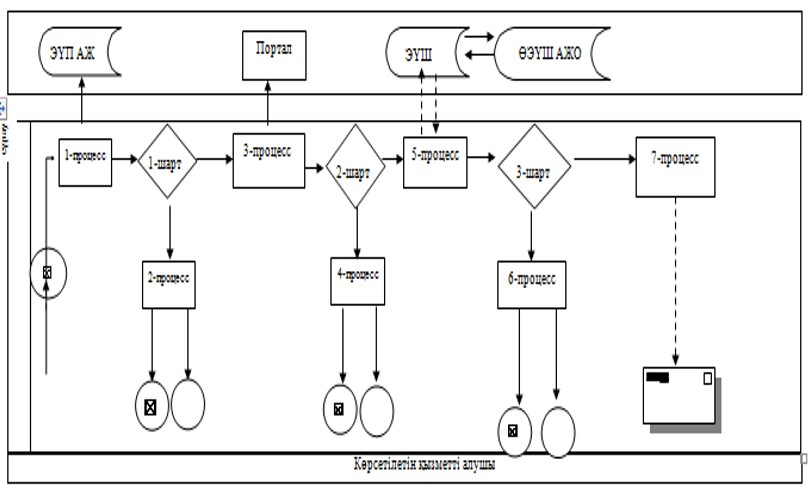 ЭҮП АЖ
Портал
ЭҮШ
ӨЭҮШ АЖО
1-процесс
1-шарт
3-процесс
2-шарт
5-процесс
3-шарт
7-процесс
2-процесс
4-процесс
6-процесс
Көрсетілетін қызметті алушы